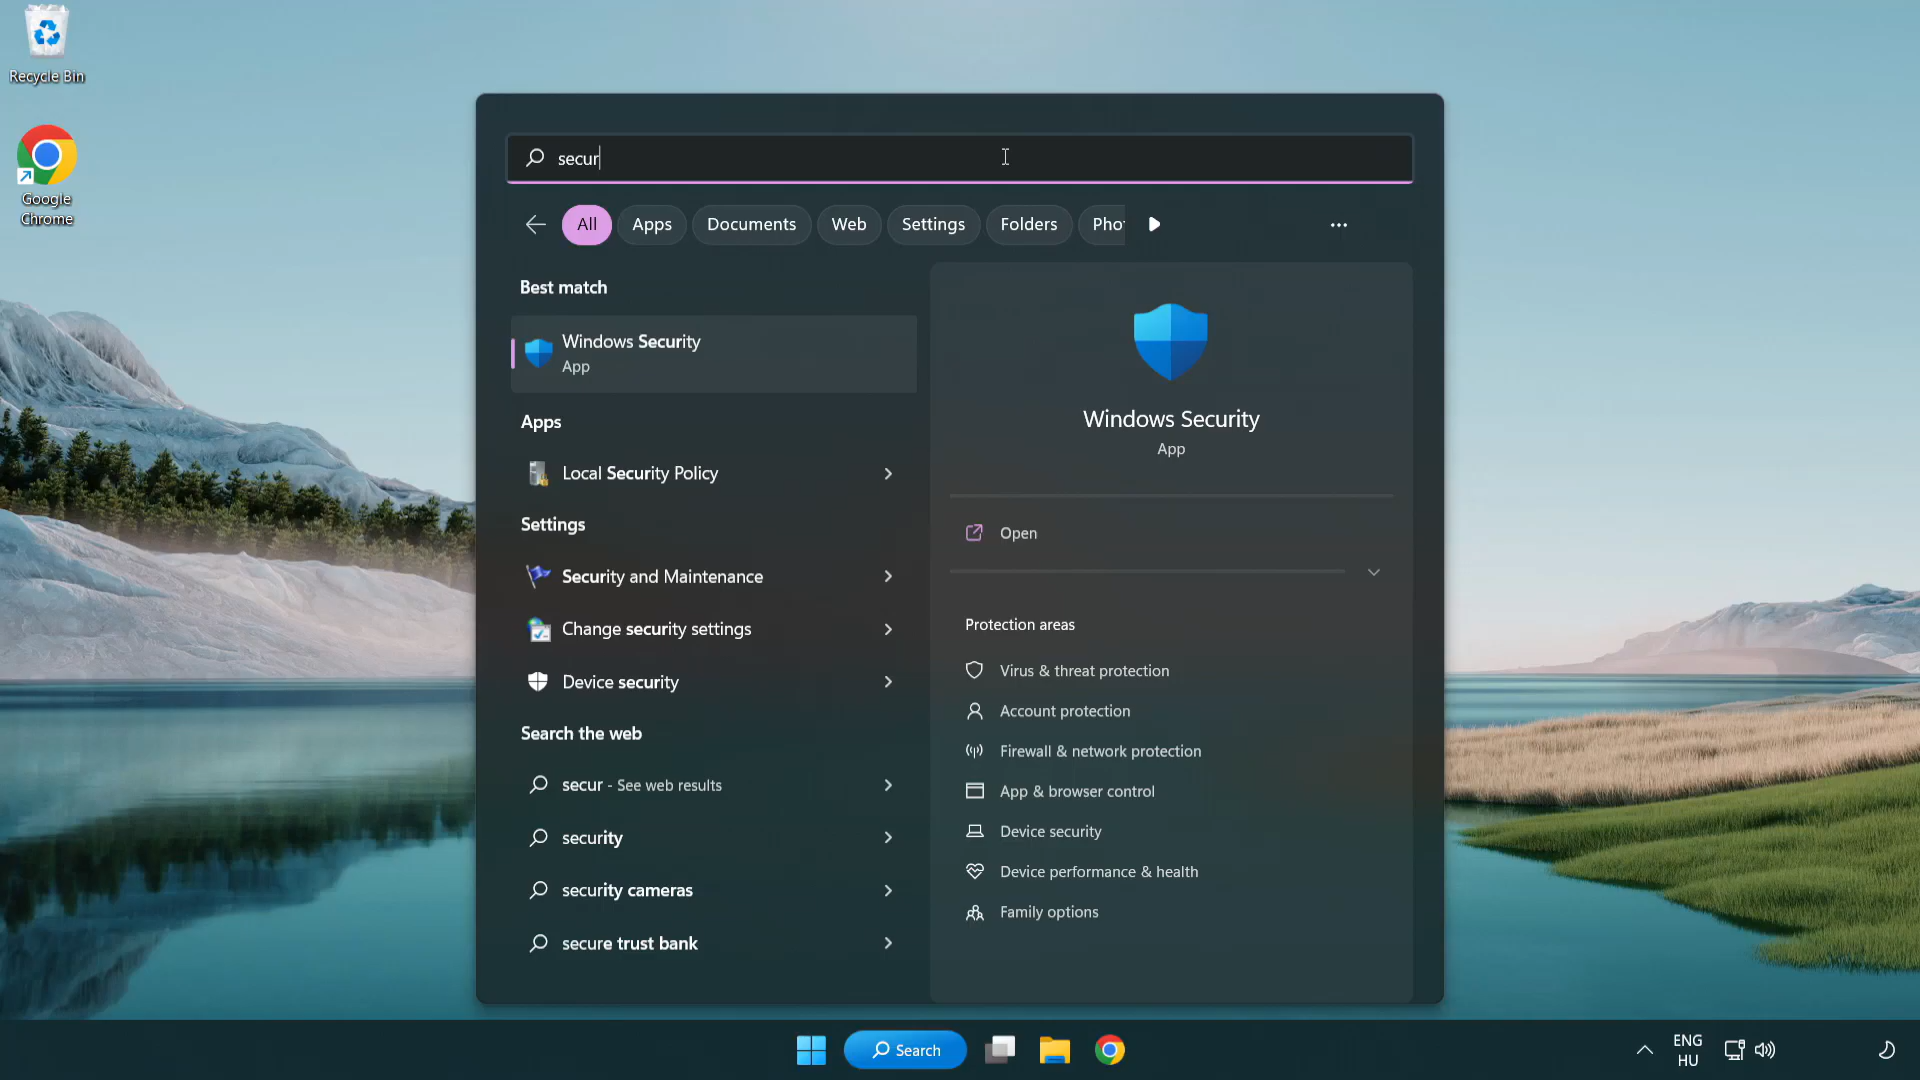 Recycle Bin
Google
Chrome
secur
All
Apps
Documents
Web
Settings
Folders
Pho
Best match
Windows Security
App
Apps
Local Security Policy
Settings
Security and Maintenance
Change security settings
Device security
Search the web
secur - See web results
security
security cameras
secure trust bank
Windows Security
App
Open
Protection areas
Virus & threat protection
Account protection
Firewall & network protection
App & browser control
Device security
Device performance & health
Family options
Search
ENG
HU